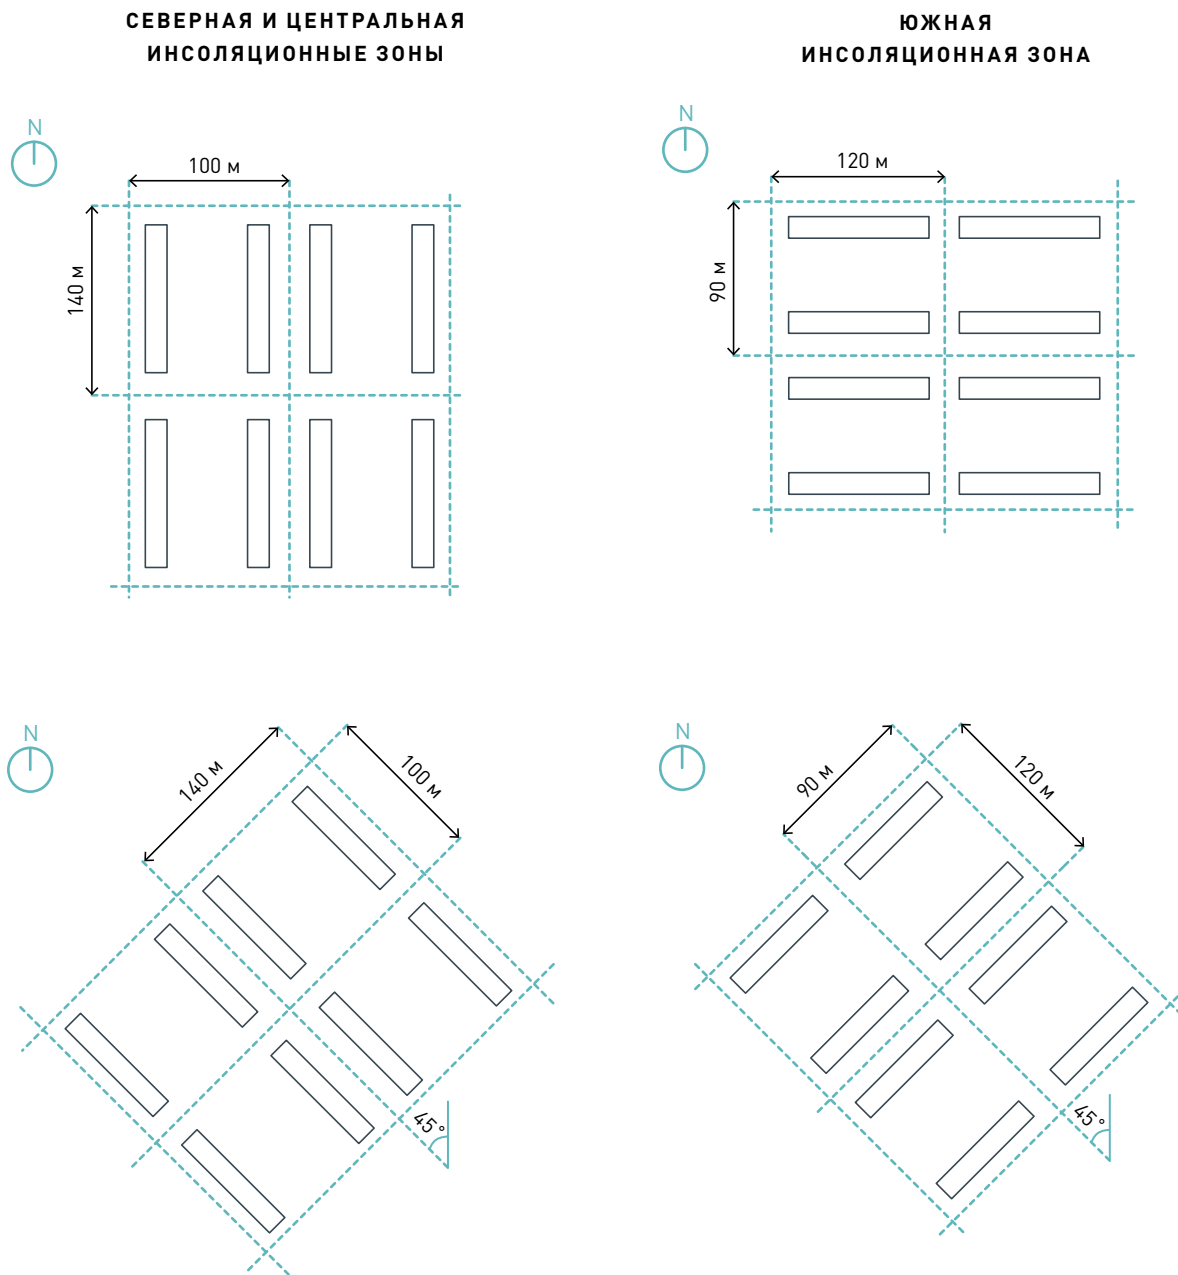 СЕВЕРНАЯ И ЦЕНТРАЛЬНАЯ
ИНСОЛЯЦИОННЫЕ ЗОНЫ
ЮЖНАЯ
ИНСОЛЯЦИОННАЯ ЗОНА
N
100 м
140 м
N
120 м
90 м
N
140 м
100 м
45°
N
90 м
120 м
45°